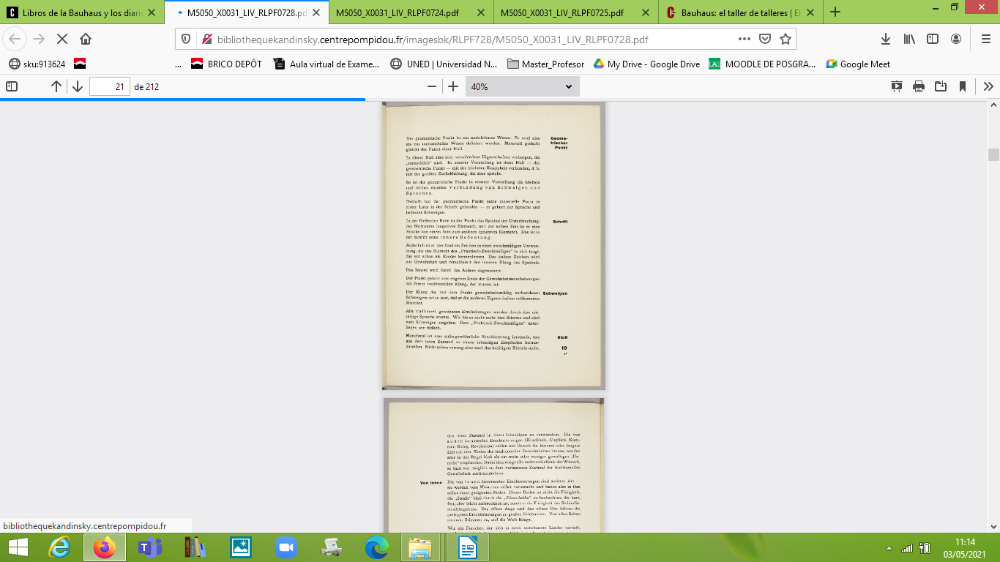 Libros de la Bauhaus y los diari
M5050_X0031_LIV_RLPF0728.pd
M5050_X0031_LIV_RLPF0724.pdf
M5050_X0031_LIV_RLPF0725.pdf
Bauhaus: el taller de talleres | El
bibliothequekandinsky.centrepompidou.fr/imagesbk/RLPF728/M5050_X0031_LIV_RLPF0728.pdf
sku:913624
...
BRICO DEPÔT
Aula virtual de Exame...
UNED | Universidad N...
Master_Profesor
My Drive - Google Drive
MOODLE DE POSGRA...
Google Meet
21
de 212
40%
Der geometrische Punkt ist ein unsichtbares Wesen. Er muß also
als ein unmaterielles Wesen definiert werden. Materiell gedacht
gleicht der Punkt einer Null.
Geome-
trischer
Punkt
In dieser Null sind aber verschiedene Eigenschaften verborgen, die
„menschlich“ sind. In unserer Vorstellung ist diese Null — der
geometrische Punkt — mit der höchsten Knappheit verbunden, d. h.
mit der größten Zurückhaltung, die aber spricht.
So ist der geometrische Punkt in unserer Vorstellung die höchste
und höchst einzelne Verbindung von Schweigen und
Sprechen.
Deshalb hat der geometrische Punkt seine materielle Form in
erster Linie in der Schrift gefunden — er gehört zur Sprache und
bedeutet Schweigen.
In der fließenden Rede ist der Punkt das Symbol der Unterbrechung,
des Nichtseins (negatives Element), und zur selben Zeit ist er eine
Brücke von einem Sein zum anderen (positives Element). Das ist in
der Schrift seine innere Bedeutung.
Schrift
Äußerlich ist er hier bloß ein Zeichen in einer zweckmäßigen Verwen-
dung, die das Element des „Praktisch-Zweckmäßigen“ in sich trägt,
das wir schon als Kinder kennenlernen. Das äußere Zeichen wird
zur Gewohnheit und verschleiert den inneren Klang des Symbols.
Das Innere wird durch das Äußere zugemauert.
Der Punkt gehört zum engeren Kreis der Gewohnheitserscheinungen
mit ihrem traditionellen Klang, der stumm ist.
Der Klang des mit dem Punkt gewohnheitsmäßig verbundenen
Schweigens ist so laut, daß er die anderen Eigenschaften vollkommen
übertönt.
Schweigen
Alle traditionell gewohnten Erscheinungen werden durch ihre ein-
seitige Sprache stumm. Wir hören nicht mehr ihre Stimme und sind
vom Schweigen umgeben. Dem „Praktisch-Zweckmäßigen“ unter-
liegen wir tödlich.
Manchmal ist eine außergewöhnliche Erschütterung imstande, uns
aus dem toten Zustand zu einem lebendigen Empfinden heraus-
zureißen. Nicht selten vermag aber auch das kräftigste Rütteln nicht,
Stoß
19
den toten Zustand in einen lebendigen zu verwandeln. Die von
außen kommenden Erschütterungen (Krankheit, Unglück, Kum-
mer, Krieg, Revolution) reißen mit Gewalt für kürzere oder längere
Zeit aus dem Kreise der traditionellen Gewohnheiten heraus, werden
aber in der Regel bloß als ein mehr oder weniger gewaltiges „Un-
recht“ empfunden. Dabei überwiegt alle anderen Gefühle der Wunsch,
so bald wie möglich zu dem verlassenen Zustand der traditionellen
Gewohnheit zurückzukehren.
Von innen
Die von innen kommenden Erschütterungen sind anderer Art —
sie werden vom Menschen selbst verursacht und haben also in ihm
selbst einen geeigneten Boden. Dieser Boden ist nicht die Fähigkeit,
die „Straße“ bloß durch die „Glasscheibe“ zu beobachten, die hart,
fest, aber leicht zerbrechlich ist, sondern die Fähigkeit des Sichindie-
straßebegebens. Das offene Auge und das offene Ohr führen die
geringsten Erschütterungen zu großen Erlebnissen. Von allen Seiten
strömen Stimmen zu, und die Welt klingt.
Wie ein Forscher, der sich in neue, unbekannte Länder vertieft,
bibliothequekandinsky.centrepompidou.fr
11:14
03/05/2021